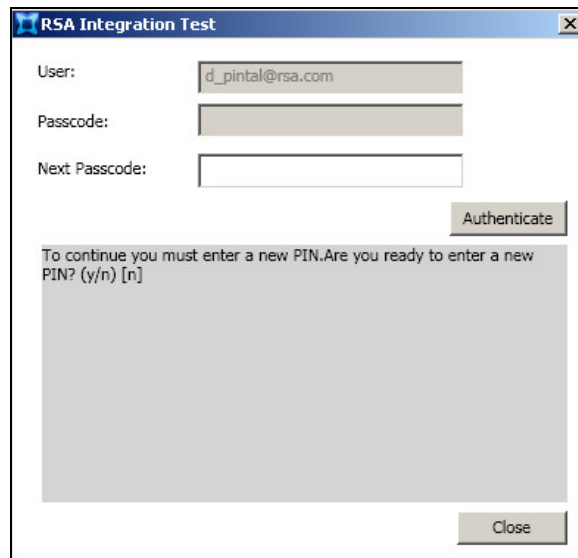 RSA Integration Test
User:
d_pintal@rsa.com
Passcode:
Next Passcode:
Authenticate
To continue you must enter a new PIN.Are you ready to enter a new
PIN? (y/n) [n]
Close